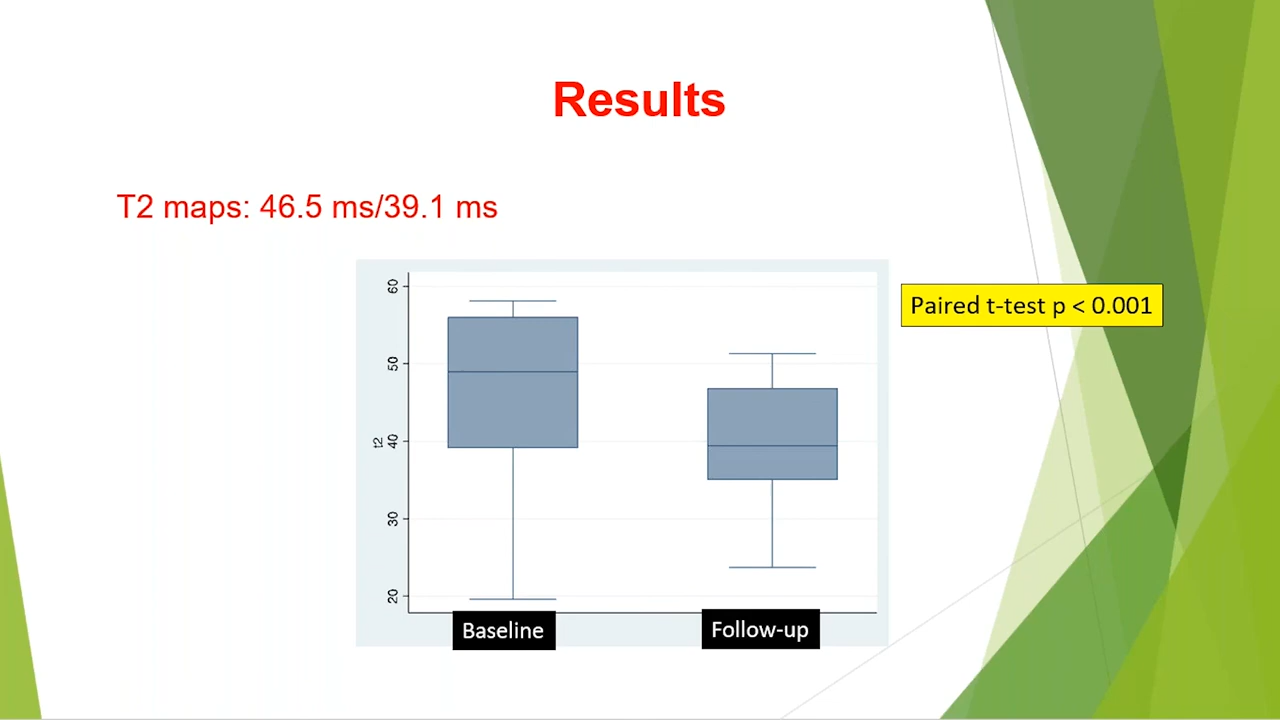 Results
T2 maps: 46.5 ms/39.1 ms
Paired t-test p < 0.001
t2
60
50
40
30
20
Baseline
Follow-up